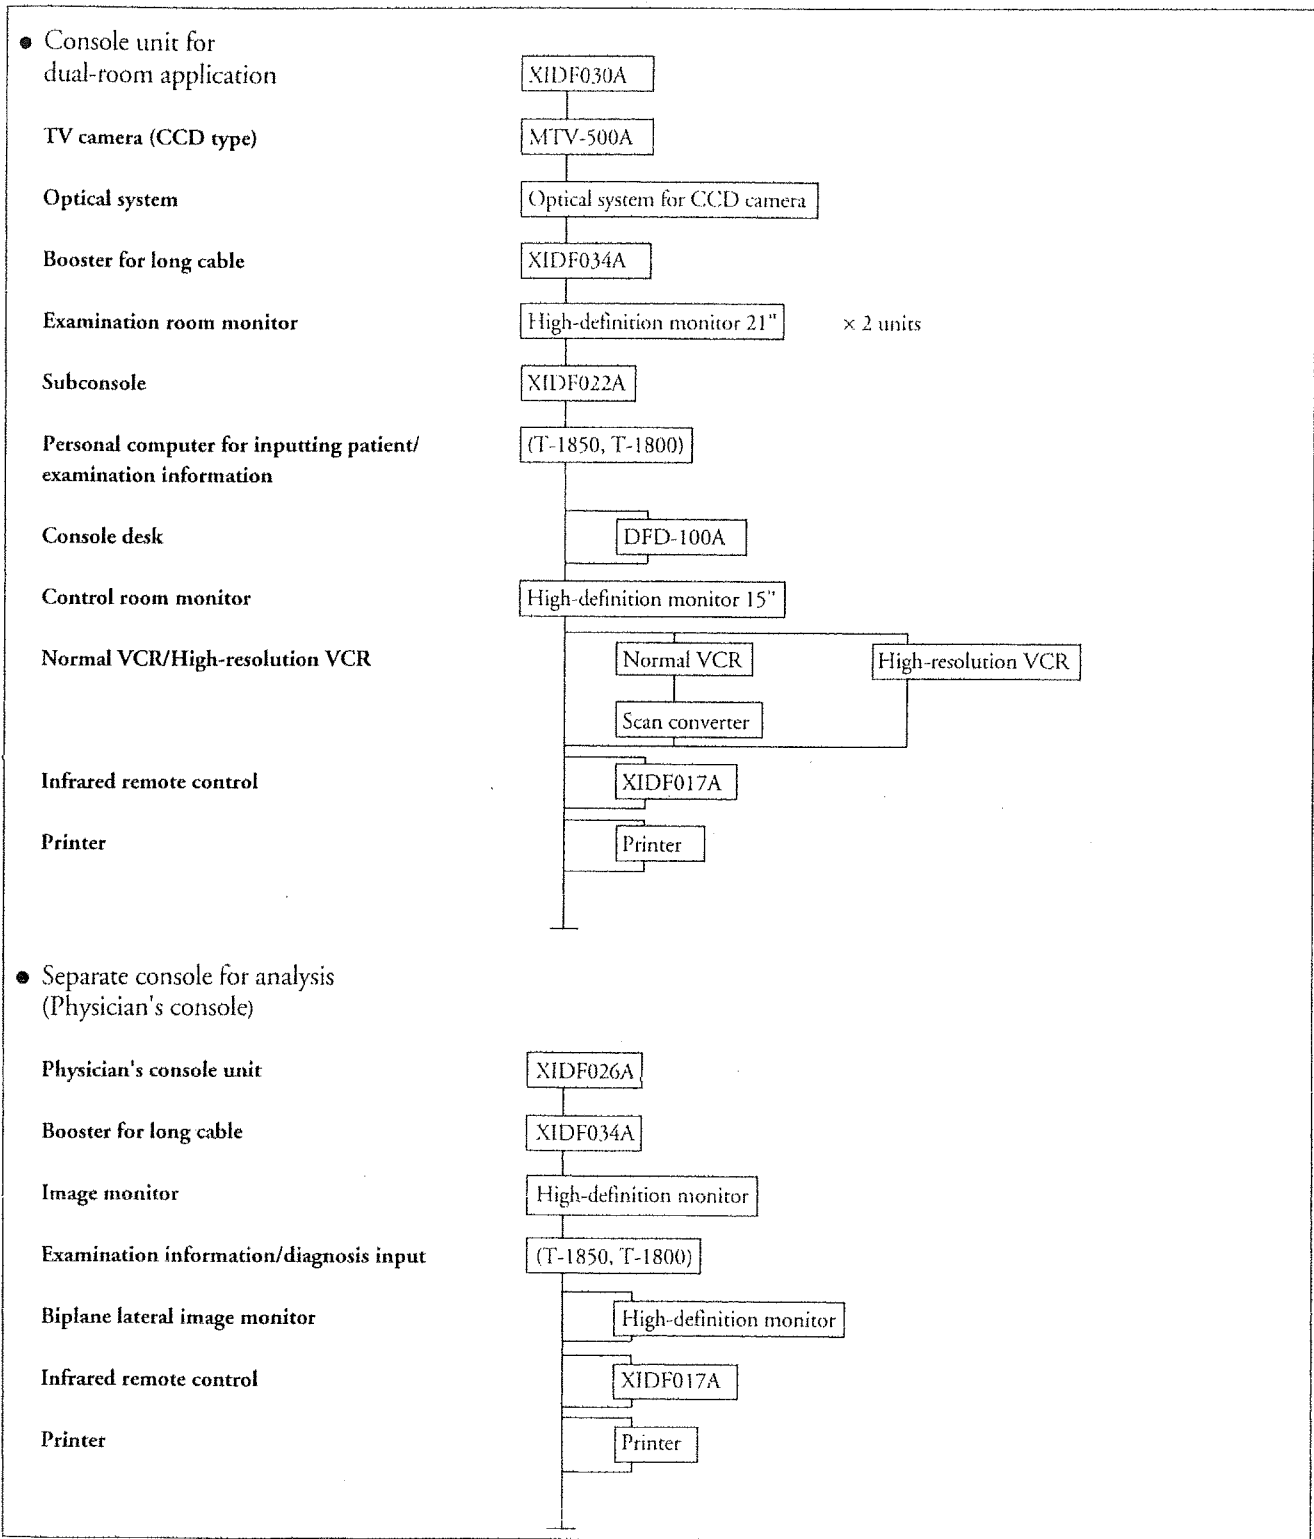 ● Console unit for
dual-room application
XIDF030A
TV camera (CCD type)
MTV-500A
Optical system
Optical system for CCD camera
Booster for long cable
XIDF034A
Examination room monitor
High-definition monitor 21" × 2 units
Subconsole
XIDF022A
Personal computer for inputting patient/
examination information
(T-1850, T-1800)
Console desk
DFD-100A
Control room monitor
High-definition monitor 15"
Normal VCR/High-resolution VCR
Normal VCR
High-resolution VCR
Scan converter
Infrared remote control
XIDF017A
Printer
Printer
● Separate console for analysis
(Physician's console)
Physician's console unit
XIDF026A
Booster for long cable
XIDF034A
Image monitor
High-definition monitor
Examination information/diagnosis input
(T-1850, T-1800)
Biplane lateral image monitor
High-definition monitor
Infrared remote control
XIDF017A
Printer
Printer